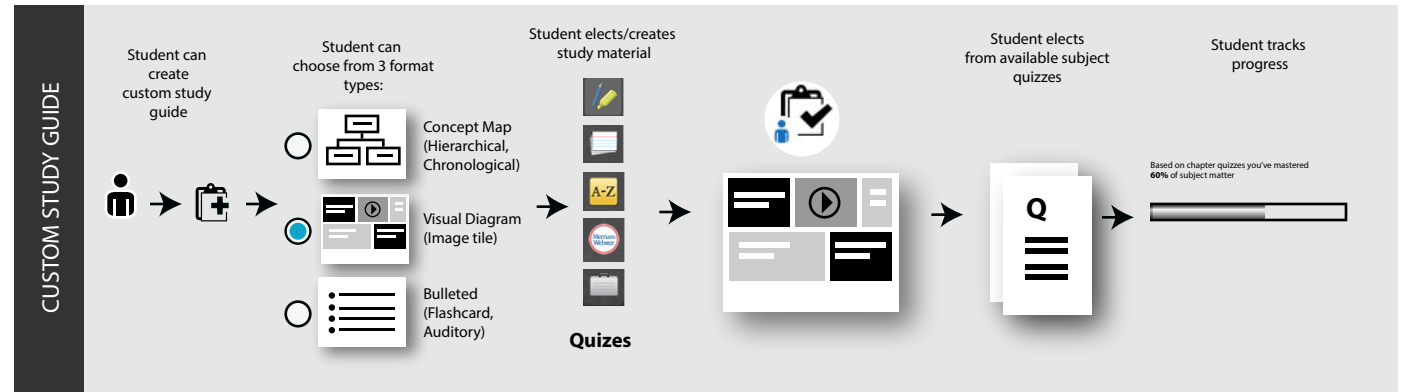 CUSTOM STUDY GUIDE
Student can
create
custom study
guide
Student can
choose from 3 format
types:
Concept Map
(Hierarchical,
Chronological)
Visual Diagram
(Image tile)
Bulleted
(Flashcard,
Auditory)
Student elects/creates
study material
A-Z
Merriam
Webster
Quizes
Student elects
from available subject
quizzes
Q
Student tracks
progress
Based on chapter quizzes you've mastered
60% of subject matter